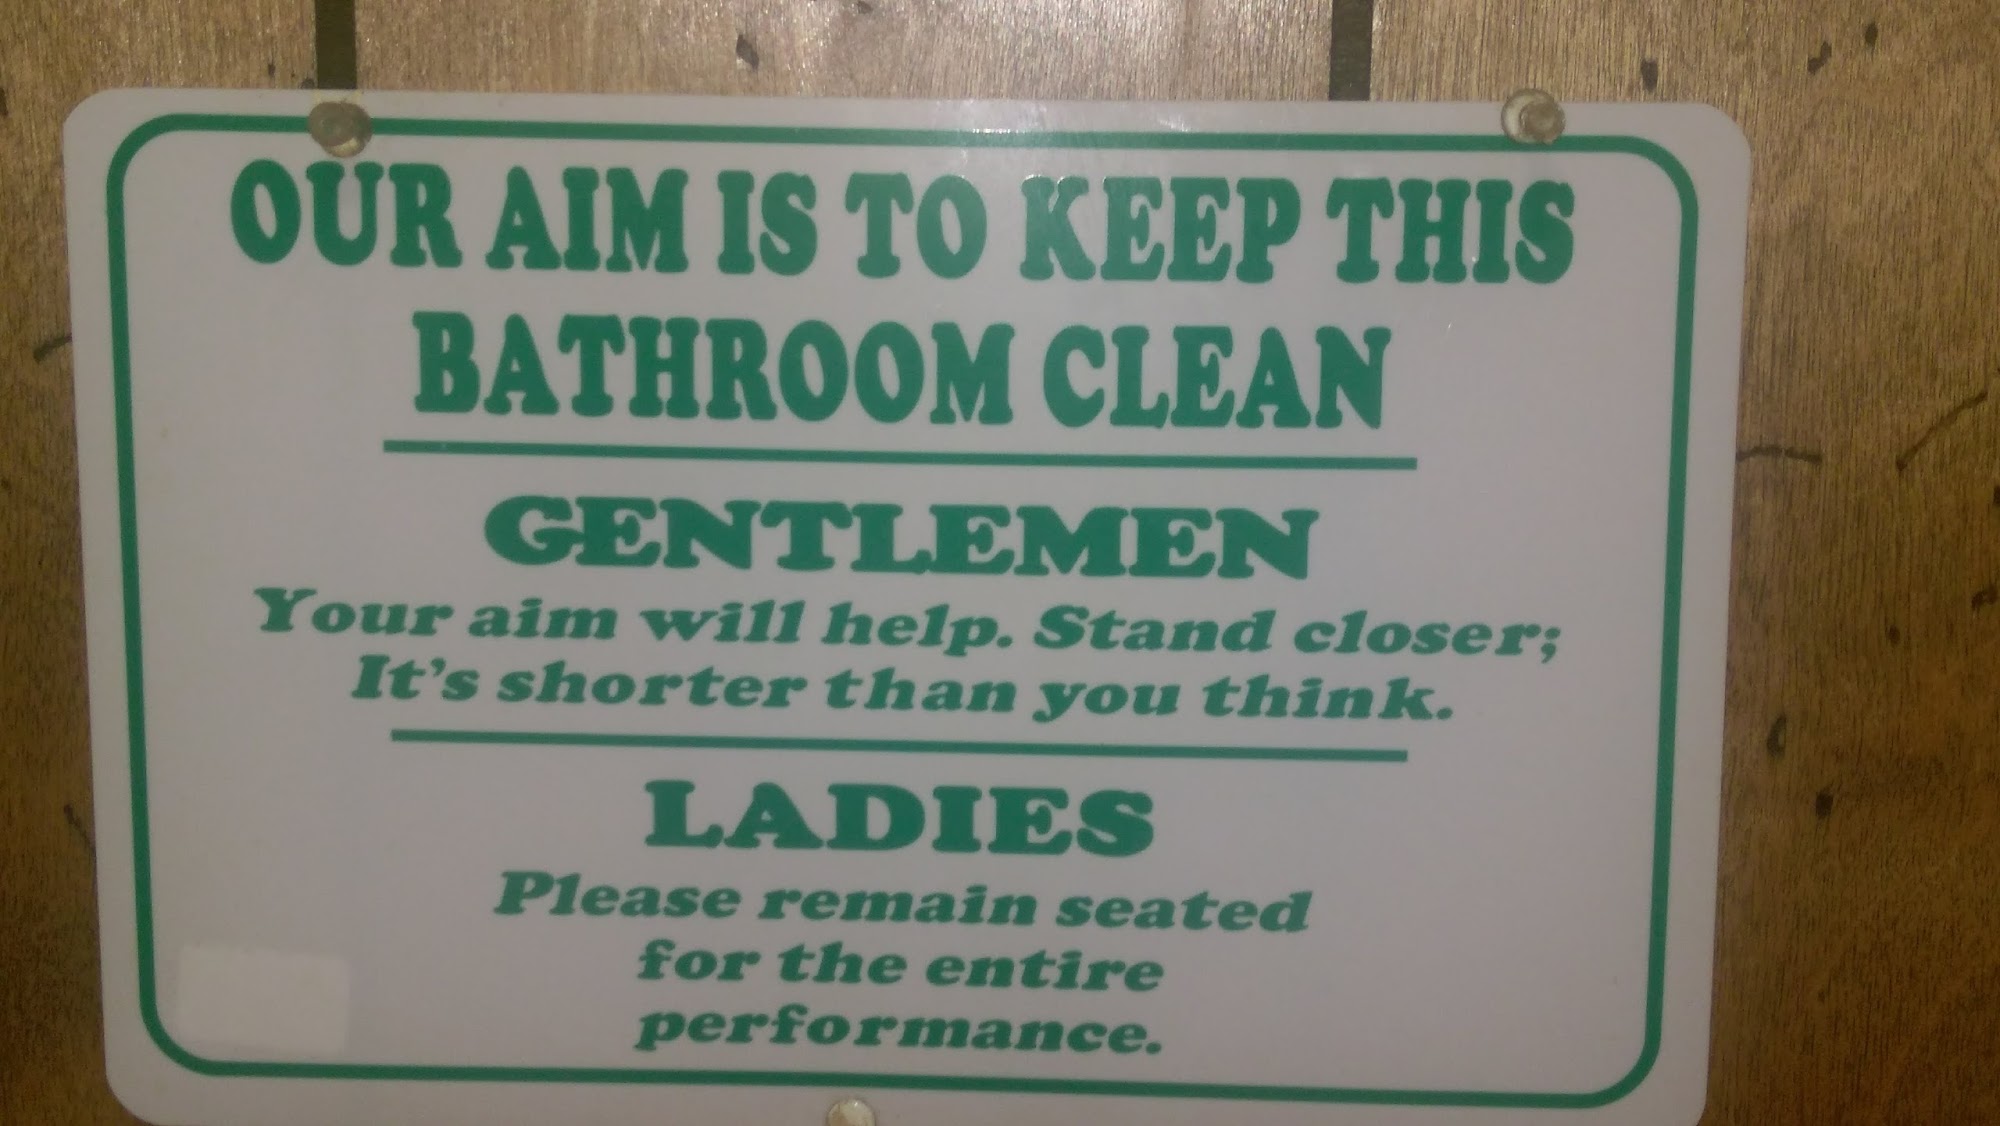 OUR AIM IS TO KEEP THIS
BATHROOM CLEAN
GENTLEMEN
Your aim will help. Stand closer;
It's shorter than you think.
LADIES
Please remain seated
for the entire
performance.